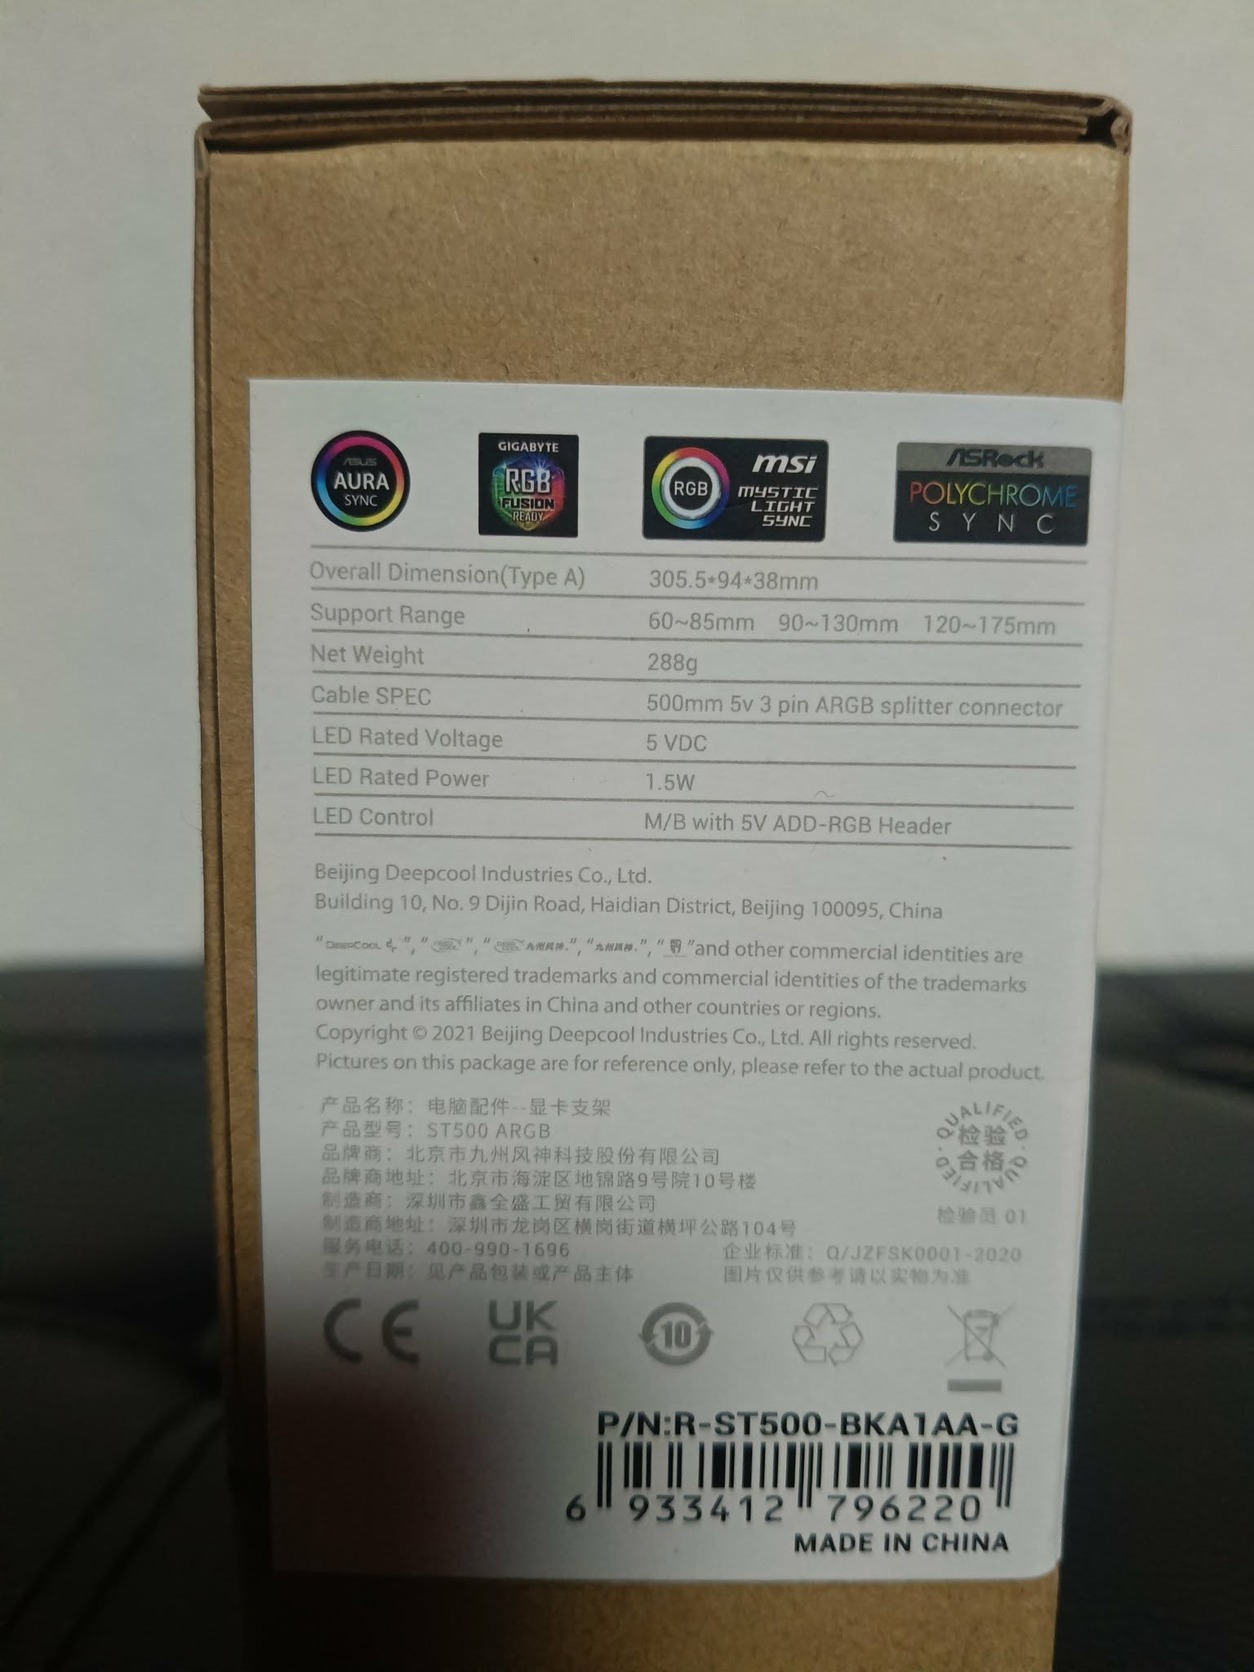 ASUS
AURA
SYNC
GIGABYTE
RGB
FUSION
READY
RGB
msi
MYSTIC
LIGHT
SYNC
ASRock
POLYCHROME
SYNC
Overall Dimension(Type A) 305.5*94*38mm
Support Range 60~85mm 90~130mm 120~175mm
Net Weight 288g
Cable SPEC 500mm 5v 3 pin ARGB splitter connector
LED Rated Voltage 5 VDC
LED Rated Power 1.5W
LED Control M/B with 5V ADD-RGB Header
Beijing Deepcool Industries Co., Ltd.
Building 10, No. 9 Dijin Road, Haidian District, Beijing 100095, China
"DEEPCOOL", "", "九州风神.", "九州风神.", "" and other commercial identities are
legitimate registered trademarks and commercial identities of the trademarks
owner and its affiliates in China and other countries or regions.
Copyright © 2021 Beijing Deepcool Industries Co., Ltd. All rights reserved.
Pictures on this package are for reference only, please refer to the actual product.
产品名称：电脑配件--显卡支架
产品型号：ST500 ARGB
品牌商：北京市九州风神科技股份有限公司
品牌商地址：北京市海淀区地锦路9号院10号楼
制造商：深圳市鑫全盛工贸有限公司
制造商地址：深圳市龙岗区横岗街道横坪公路104号
服务电话：400-990-1696
生产日期：见产品包装或产品主体
QUALIFIED
检验
合格
QUALIFIED
检验员 01
企业标准：Q/JZFSK0001-2020
图片仅供参考请以实物为准
CE
UK
CA
10
P/N:R-ST500-BKA1AA-G
6 933412 796220
MADE IN CHINA